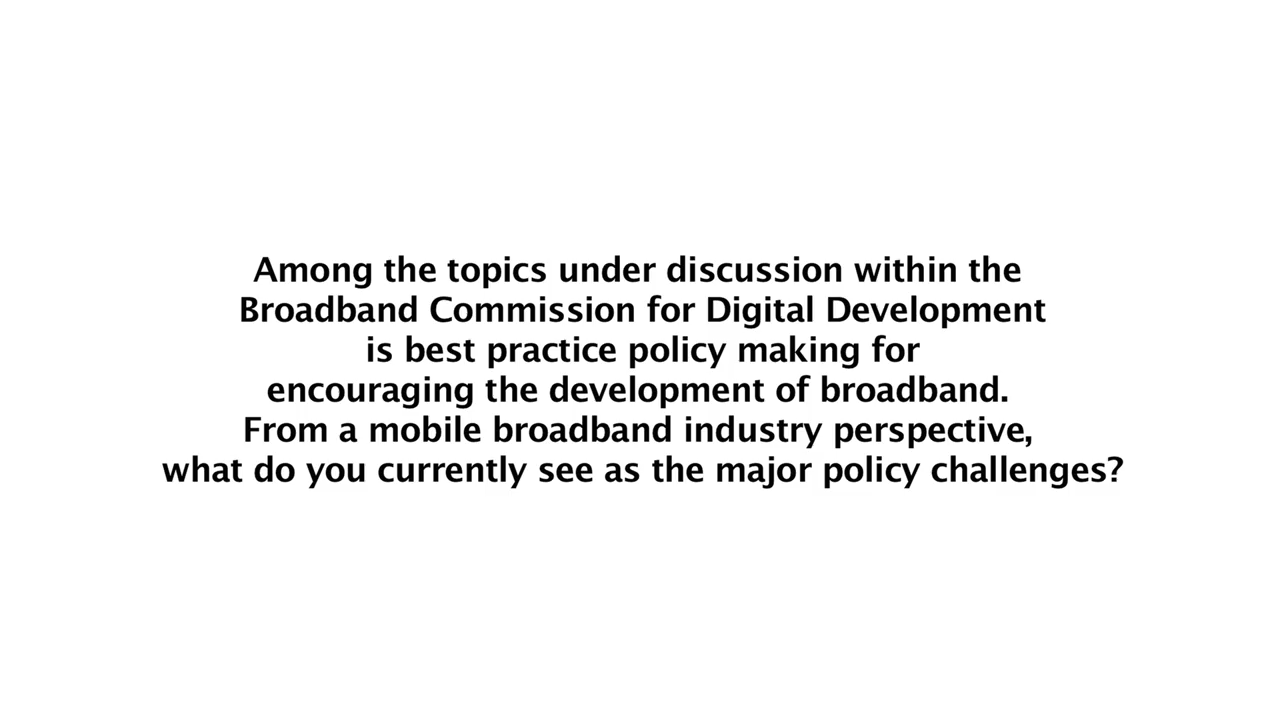 Among the topics under discussion within the
Broadband Commission for Digital Development
is best practice policy making for
encouraging the development of broadband.
From a mobile broadband industry perspective,
what do you currently see as the major policy challenges?